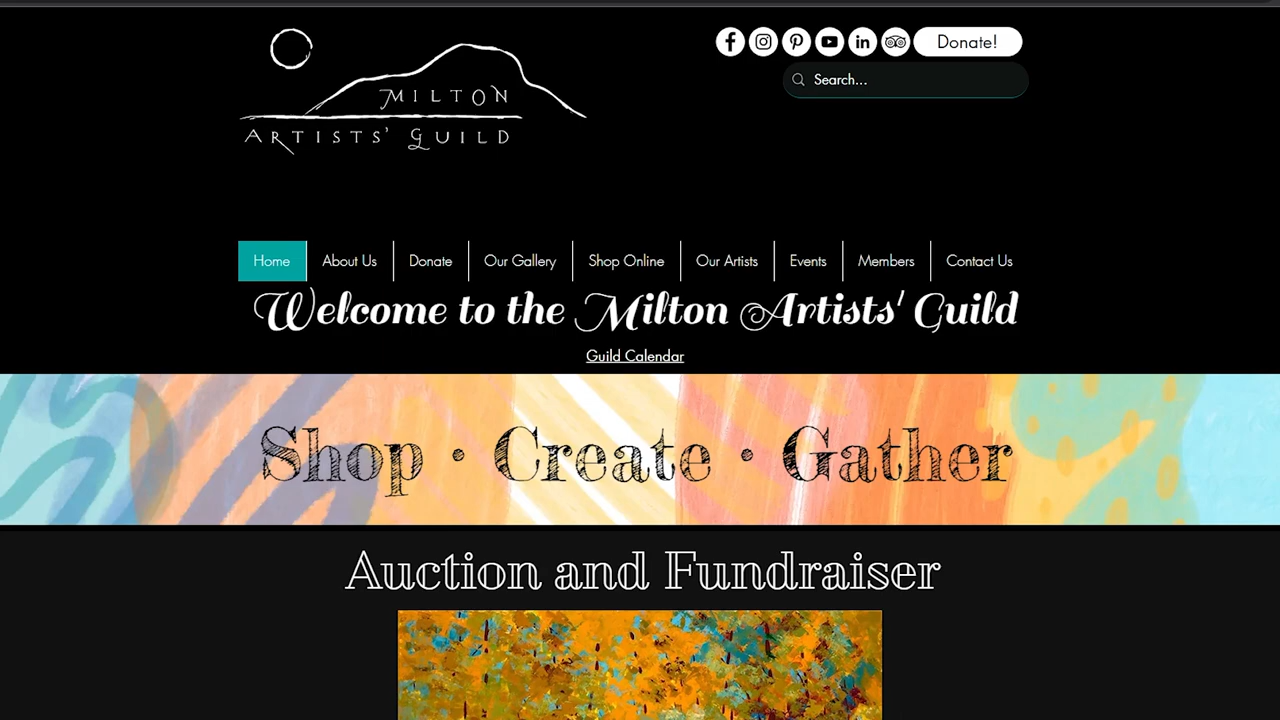 MILTON
ARTISTS' GUILD
Donate!
Search...
Home
About Us
Donate
Our Gallery
Shop Online
Our Artists
Events
Members
Contact Us
Welcome to the Milton Artists' Guild
Guild Calendar
Shop • Create • Gather
Auction and Fundraiser